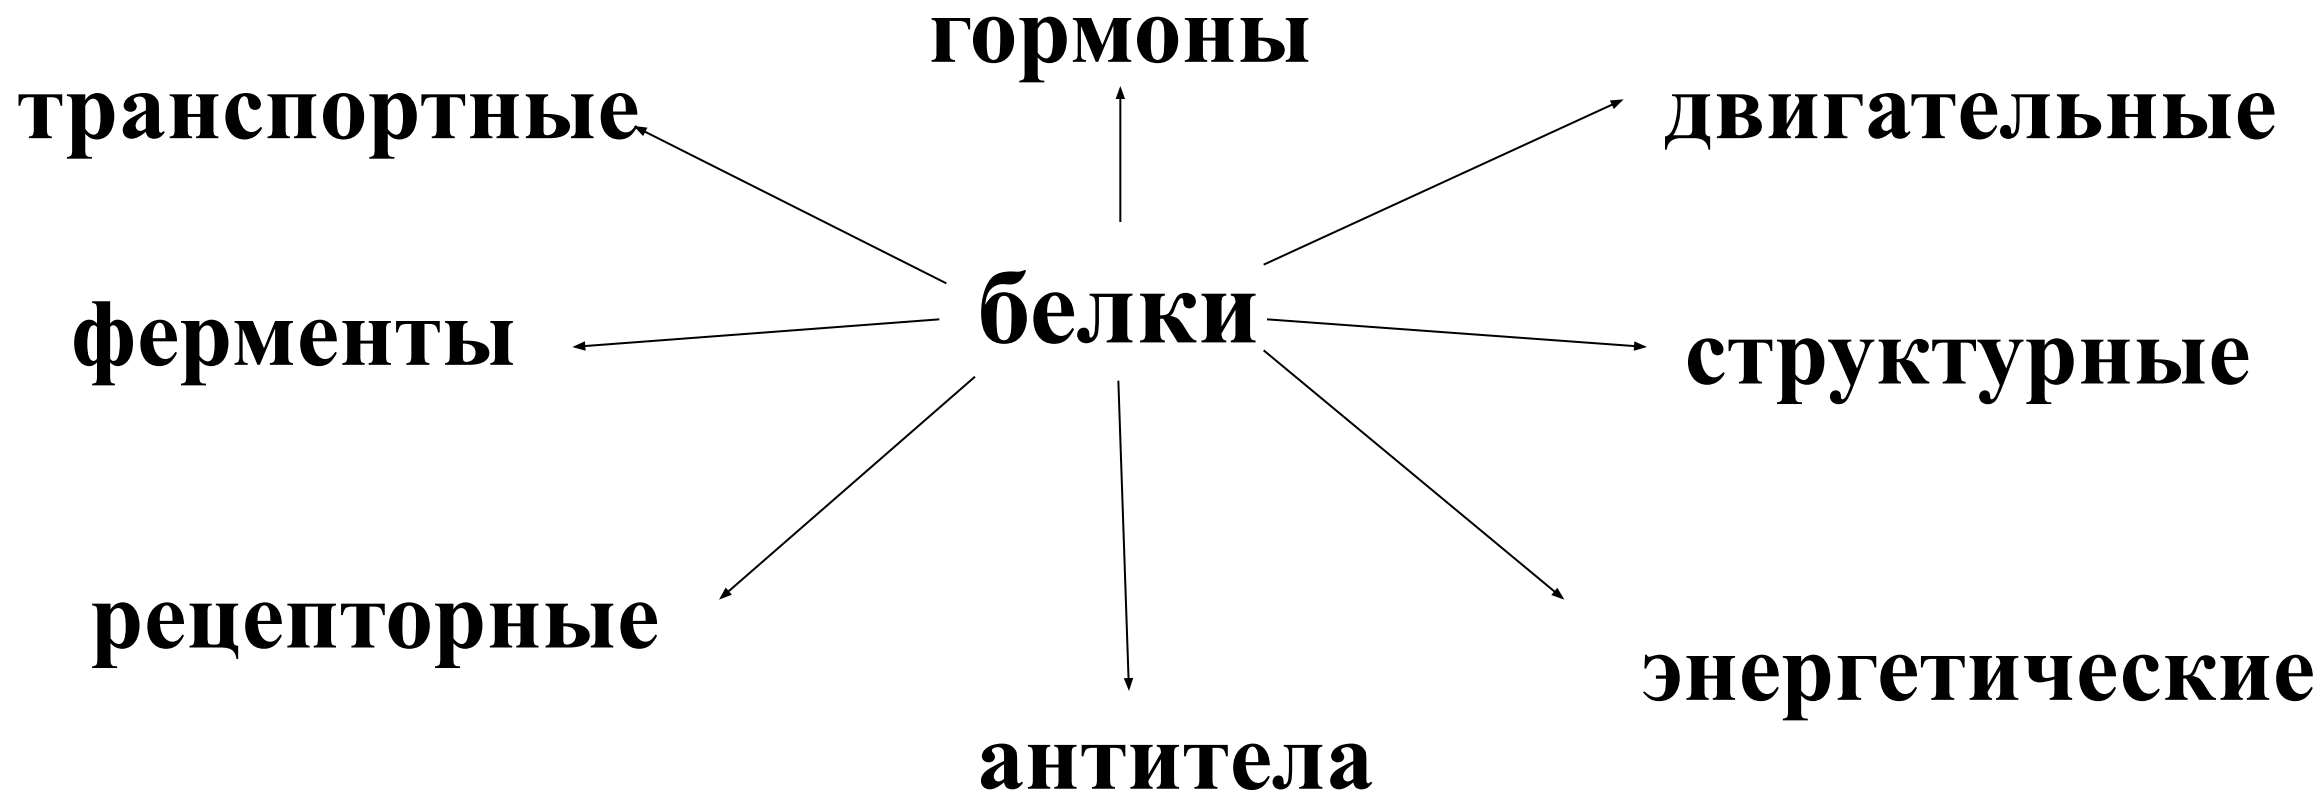 гормоны
транспортные
двигательные
белки
ферменты
структурные
рецепторные
энергетические
антитела